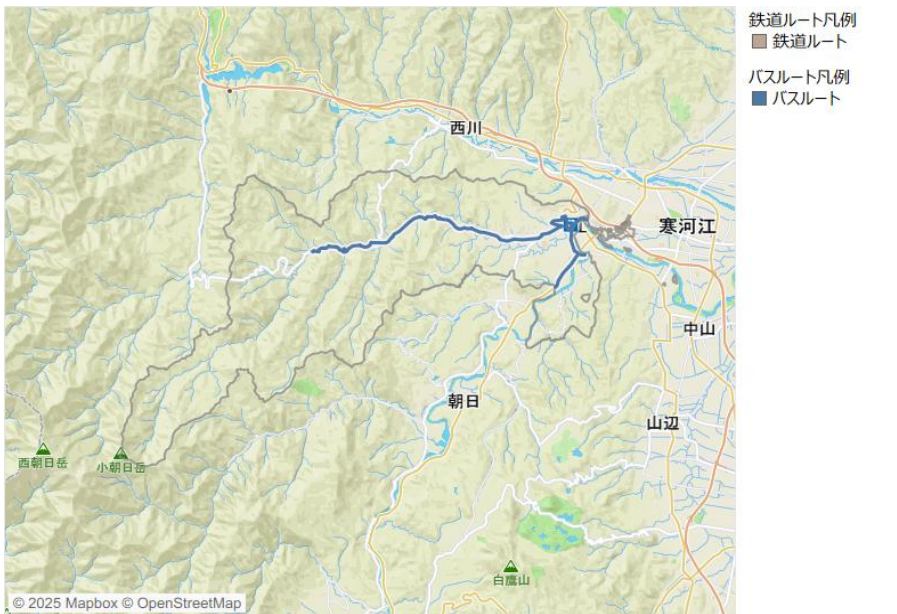 鉄道ルート凡例
鉄道ルート
バスルート凡例
バスルート
西川
寒河江
中山
朝日
山辺
西朝日岳
小朝日岳
白鷹山
© 2025 Mapbox © OpenStreetMap